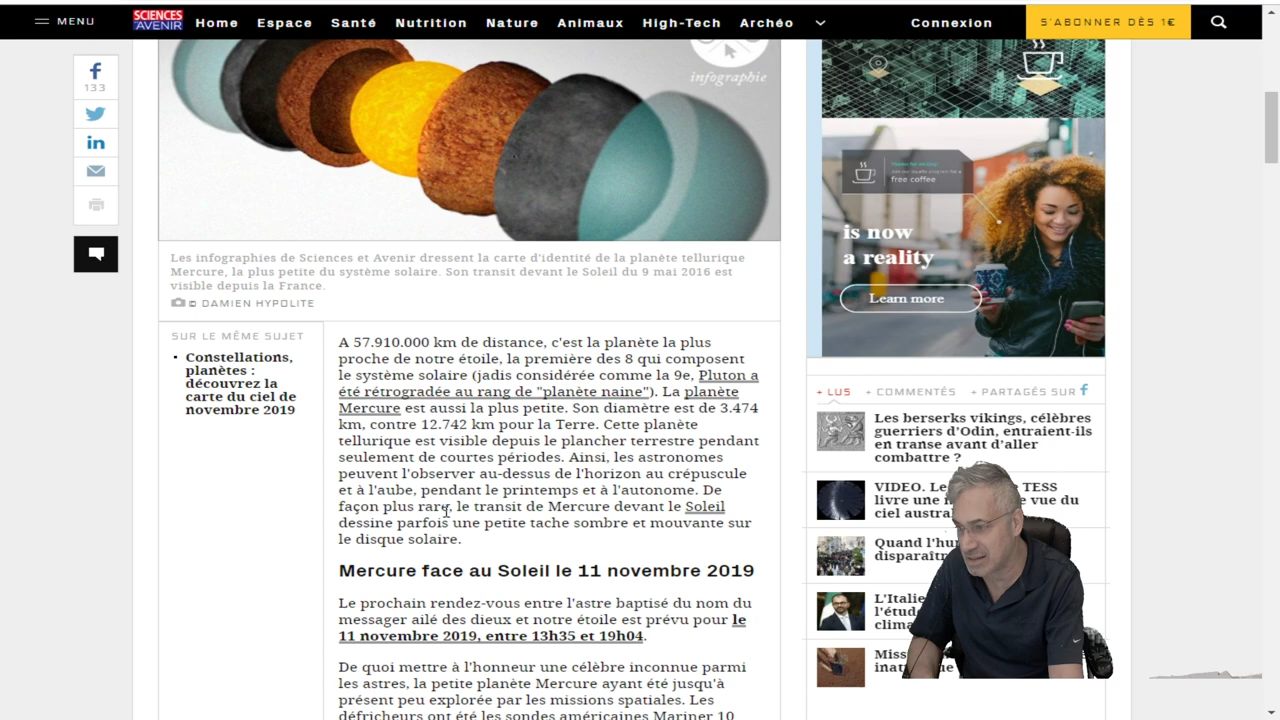 MENU
SCIENCES
AVENIR
Home Espace Santé Nutrition Nature Animaux High-Tech Archéo
Connexion
S'ABONNER DÈS 1€
133
infographie
Les infographies de Sciences et Avenir dressent la carte d'identité de la planète tellurique
Mercure, la plus petite du système solaire. Son transit devant le Soleil du 9 mai 2016 est
visible depuis la France.
© DAMIEN HYPOLITE
SUR LE MÊME SUJET
• Constellations,
planètes :
découvrez la
carte du ciel de
novembre 2019
A 57.910.000 km de distance, c'est la planète la plus
proche de notre étoile, la première des 8 qui composent
le système solaire (jadis considérée comme la 9e, Pluton a
été rétrogradée au rang de "planète naine"). La planète
Mercure est aussi la plus petite. Son diamètre est de 3.474
km, contre 12.742 km pour la Terre. Cette planète
tellurique est visible depuis le plancher terrestre pendant
seulement de courtes périodes. Ainsi, les astronomes
peuvent l'observer au-dessus de l'horizon au crépuscule
et à l'aube, pendant le printemps et à l'autonome. De
façon plus rare, le transit de Mercure devant le Soleil
dessine parfois une petite tache sombre et mouvante sur
le disque solaire.
Mercure face au Soleil le 11 novembre 2019
Le prochain rendez-vous entre l'astre baptisé du nom du
messager ailé des dieux et notre étoile est prévu pour le
11 novembre 2019, entre 13h35 et 19h04.
De quoi mettre à l'honneur une célèbre inconnue parmi
les astres, la petite planète Mercure ayant été jusqu'à
présent peu explorée par les missions spatiales. Les
défricheurs ont été les sondes américaines Mariner 10
free coffee
is now
a reality
Learn more
+ LUS + COMMENTÉS + PARTAGÉS SUR
Les berserks vikings, célèbres
guerriers d'Odin, entraient-ils
en transe avant d'aller
combattre ?
VIDEO. Le TESS
livre une vue du
ciel austra
Quand l'hu
disparaîtr
L'Italie
l'étud
clima
Miss
inat